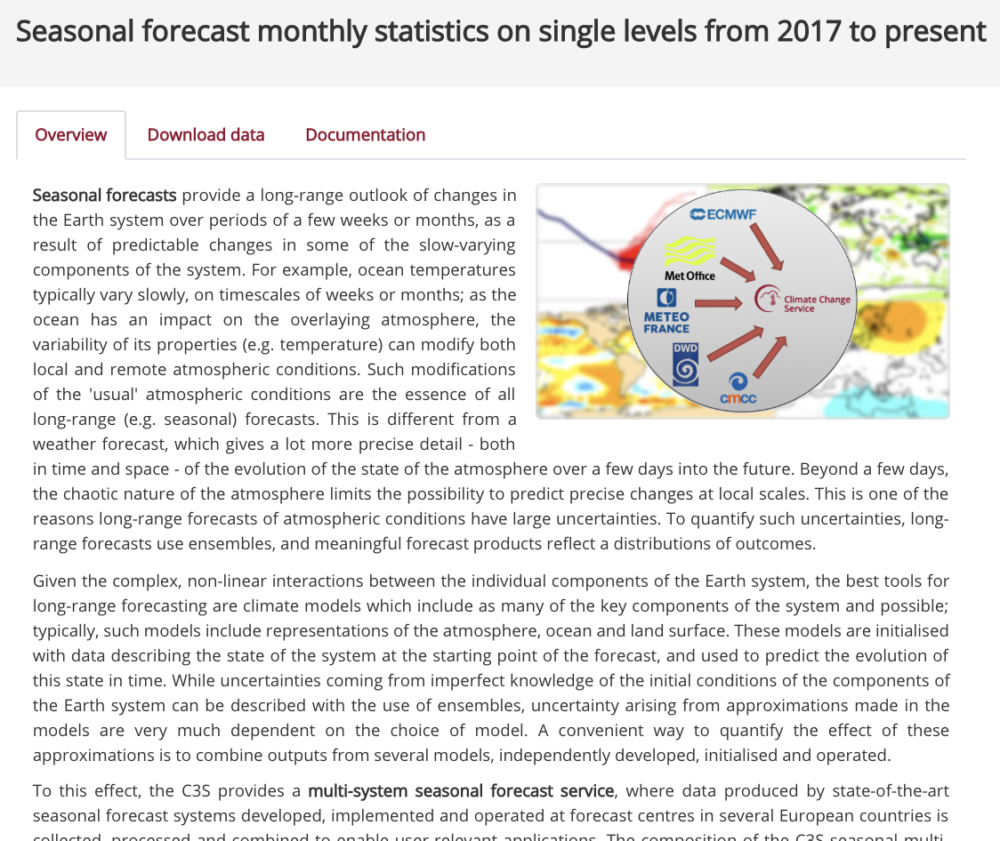 Seasonal forecast monthly statistics on single levels from 2017 to present
Overview
Download data
Documentation
Seasonal forecasts provide a long-range outlook of changes in
the Earth system over periods of a few weeks or months, as a
result of predictable changes in some of the slow-varying
components of the system. For example, ocean temperatures
typically vary slowly, on timescales of weeks or months; as the
ocean has an impact on the overlaying atmosphere, the
variability of its properties (e.g. temperature) can modify both
local and remote atmospheric conditions. Such modifications
of the 'usual' atmospheric conditions are the essence of all
long-range (e.g. seasonal) forecasts. This is different from a
weather forecast, which gives a lot more precise detail - both
in time and space - of the evolution of the state of the atmosphere over a few days into the future. Beyond a few days,
the chaotic nature of the atmosphere limits the possibility to predict precise changes at local scales. This is one of the
reasons long-range forecasts of atmospheric conditions have large uncertainties. To quantify such uncertainties, long-
range forecasts use ensembles, and meaningful forecast products reflect a distributions of outcomes.
ECMWF
Met Office
METEO
FRANCE
DWD
cmcc
Climate Change
Service
Given the complex, non-linear interactions between the individual components of the Earth system, the best tools for
long-range forecasting are climate models which include as many of the key components of the system and possible;
typically, such models include representations of the atmosphere, ocean and land surface. These models are initialised
with data describing the state of the system at the starting point of the forecast, and used to predict the evolution of
this state in time. While uncertainties coming from imperfect knowledge of the initial conditions of the components of
the Earth system can be described with the use of ensembles, uncertainty arising from approximations made in the
models are very much dependent on the choice of model. A convenient way to quantify the effect of these
approximations is to combine outputs from several models, independently developed, initialised and operated.
To this effect, the C3S provides a multi-system seasonal forecast service, where data produced by state-of-the-art
seasonal forecast systems developed, implemented and operated at forecast centres in several European countries is
collected, processed and combined to enable user-relevant applications. The composition of the C3S seasonal multi-